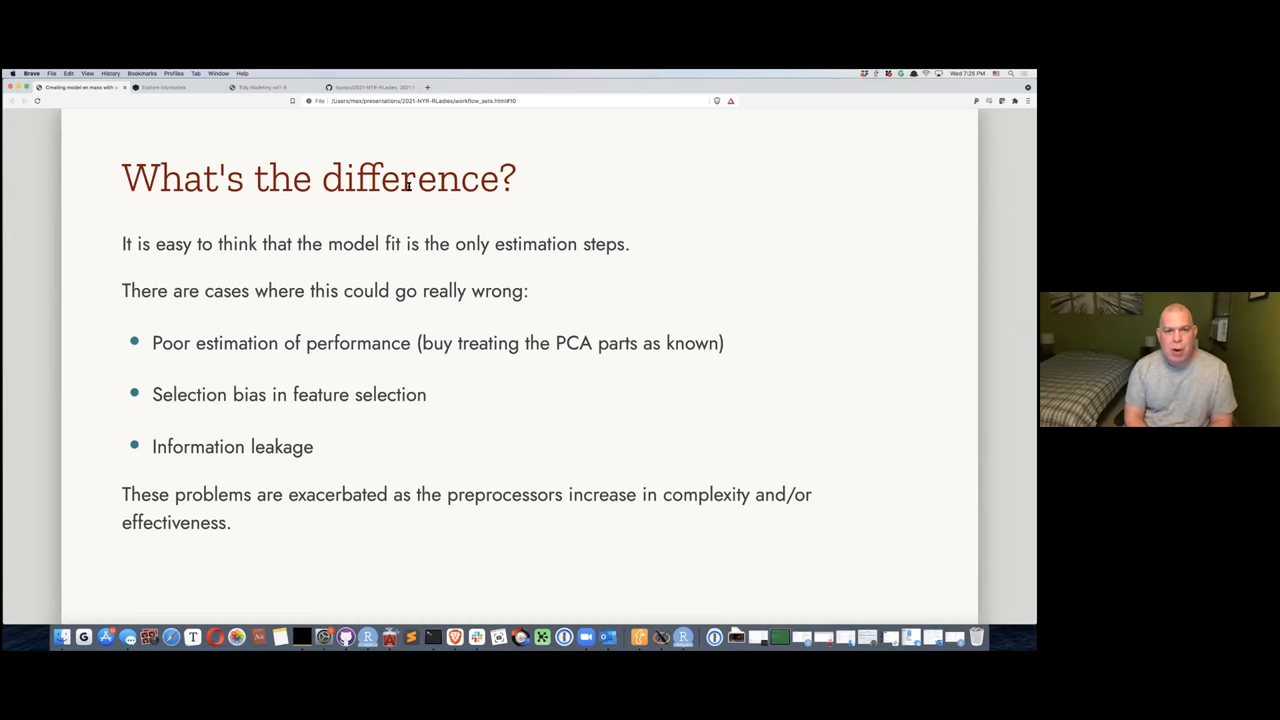 Brave File Edit View History Bookmarks Profiles Tab Window Help Wed 7:25 PM
Creating model en mass with Explore tidymodels Tidy Modeling with R
File /Users/max/presentations/2021-NYR-RLadies/workflow_sets.html#10
What's the difference?
It is easy to think that the model fit is the only estimation steps.
There are cases where this could go really wrong:
Poor estimation of performance (buy treating the PCA parts as known)
Selection bias in feature selection
Information leakage
These problems are exacerbated as the preprocessors increase in complexity and/or
effectiveness.